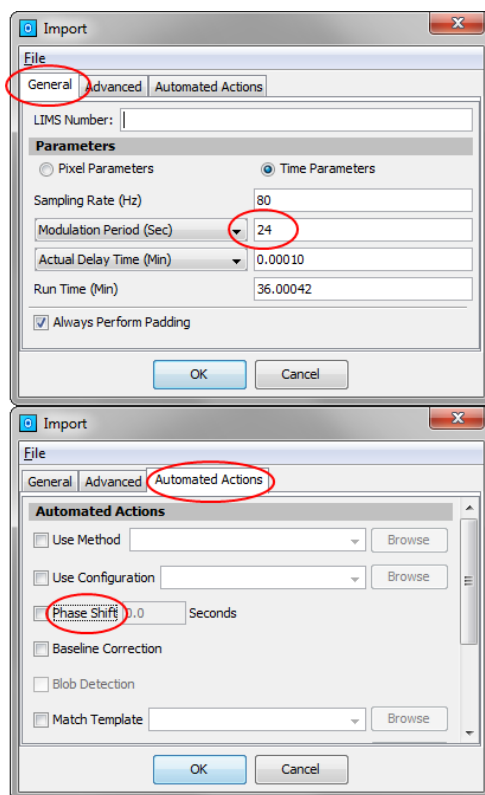 Import
File
General Advanced Automated Actions
LIMS Number:
Parameters
Pixel Parameters Time Parameters
Sampling Rate (Hz) 80
Modulation Period (Sec) 24
Actual Delay Time (Min) 0.00010
Run Time (Min) 36.00042
Always Perform Padding
OK Cancel
Import
File
General Advanced Automated Actions
Automated Actions
Use Method Browse
Use Configuration Browse
Phase Shift 0.0 Seconds
Baseline Correction
Blob Detection
Match Template Browse
OK Cancel